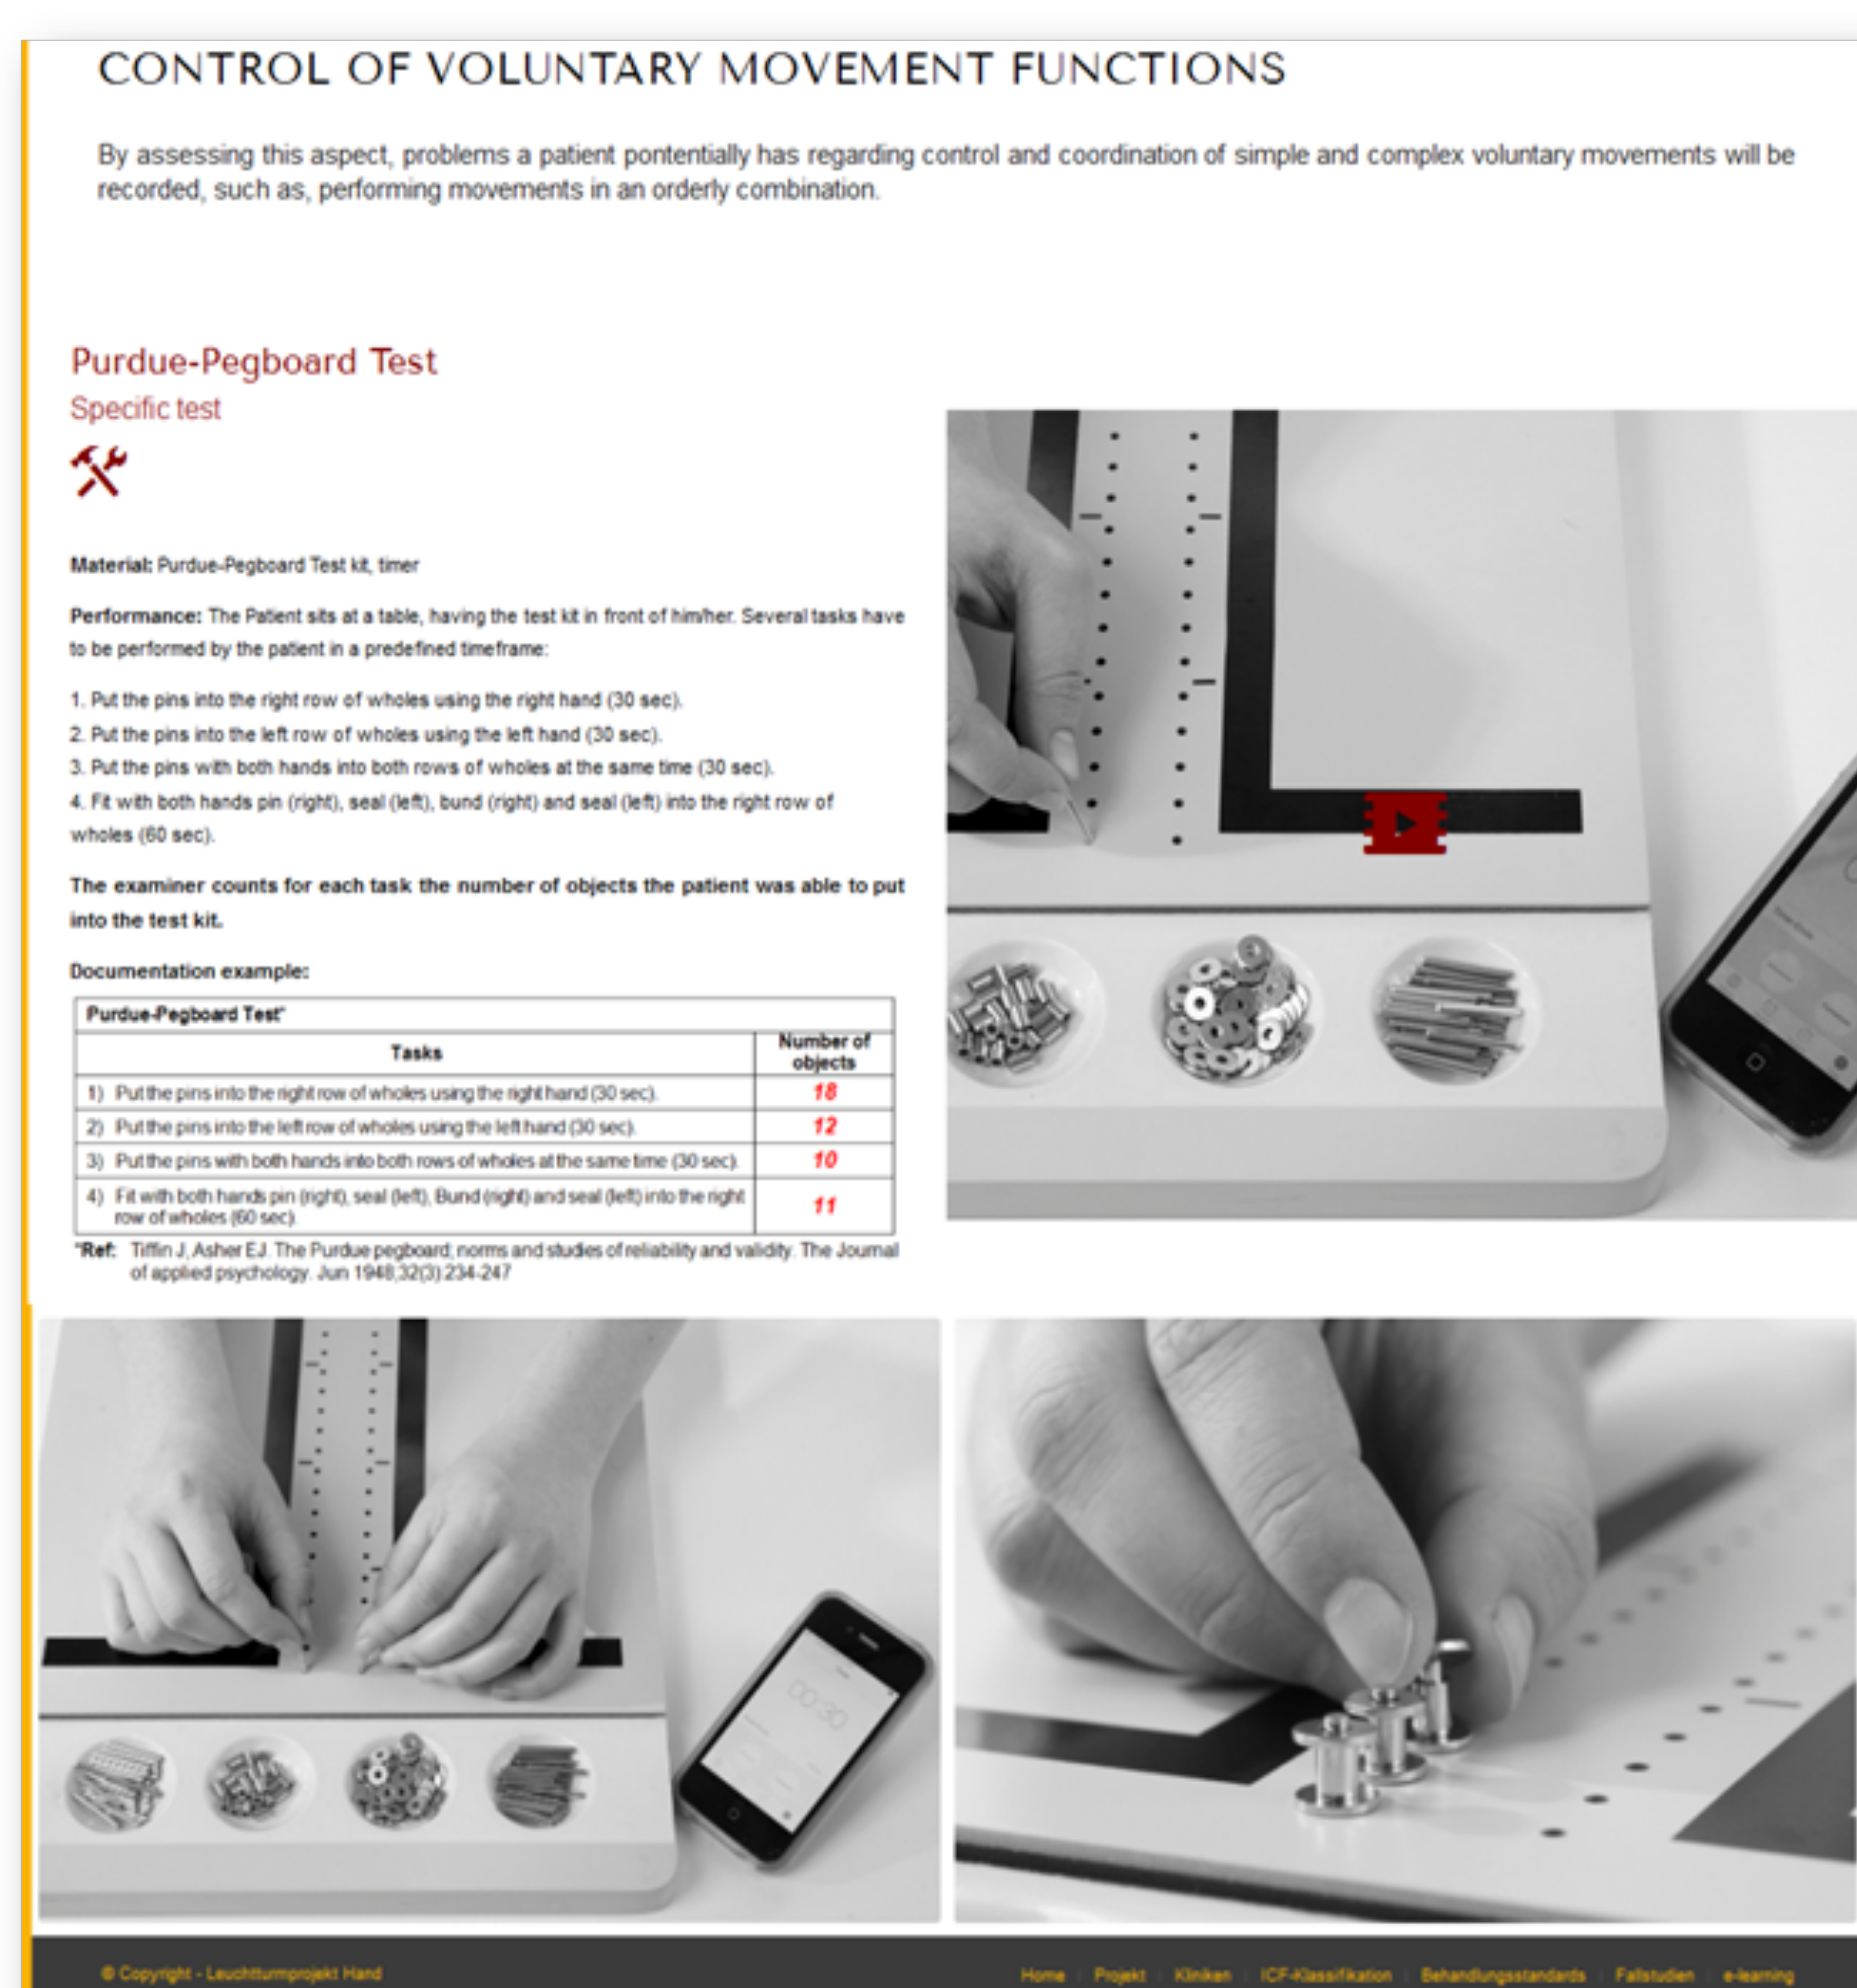 CONTROL OF VOLUNTARY MOVEMENT FUNCTIONS
By assessing this aspect, problems a patient pontentially has regarding control and coordination of simple and complex voluntary movements will be
recorded, such as, performing movements in an orderly combination.
Purdue-Pegboard Test
Specific test
Material: Purdue-Pegboard Test kit, timer
Performance: The Patient sits at a table, having the test kit in front of him/her. Several tasks have
to be performed by the patient in a predefined timeframe:
1. Put the pins into the right row of wholes using the right hand (30 sec).
2. Put the pins into the left row of wholes using the left hand (30 sec).
3. Put the pins with both hands into both rows of wholes at the same time (30 sec).
4. Fit with both hands pin (right), seal (left), bund (right) and seal (left) into the right row of
wholes (60 sec).
The examiner counts for each task the number of objects the patient was able to put
into the test kit.
Documentation example:
Purdue-Pegboard Test*
Tasks
Number of
objects
1) Put the pins into the right row of wholes using the right hand (30 sec).
18
2) Put the pins into the left row of wholes using the left hand (30 sec).
12
3) Put the pins with both hands into both rows of wholes at the same time (30 sec).
10
4) Fit with both hands pin (right), seal (left), Bund (right) and seal (left) into the right
row of wholes (60 sec).
11
*Ref: Tiffin J, Asher EJ. The Purdue pegboard; norms and studies of reliability and validity. The Journal
of applied psychology. Jun 1948;32(3):234-247
00:30
© Copyright - Leuchtturmprojekt Hand
Home Projekt Kliniken ICF-Klassifikation Behandlungsstandards Fallstudien e-learning